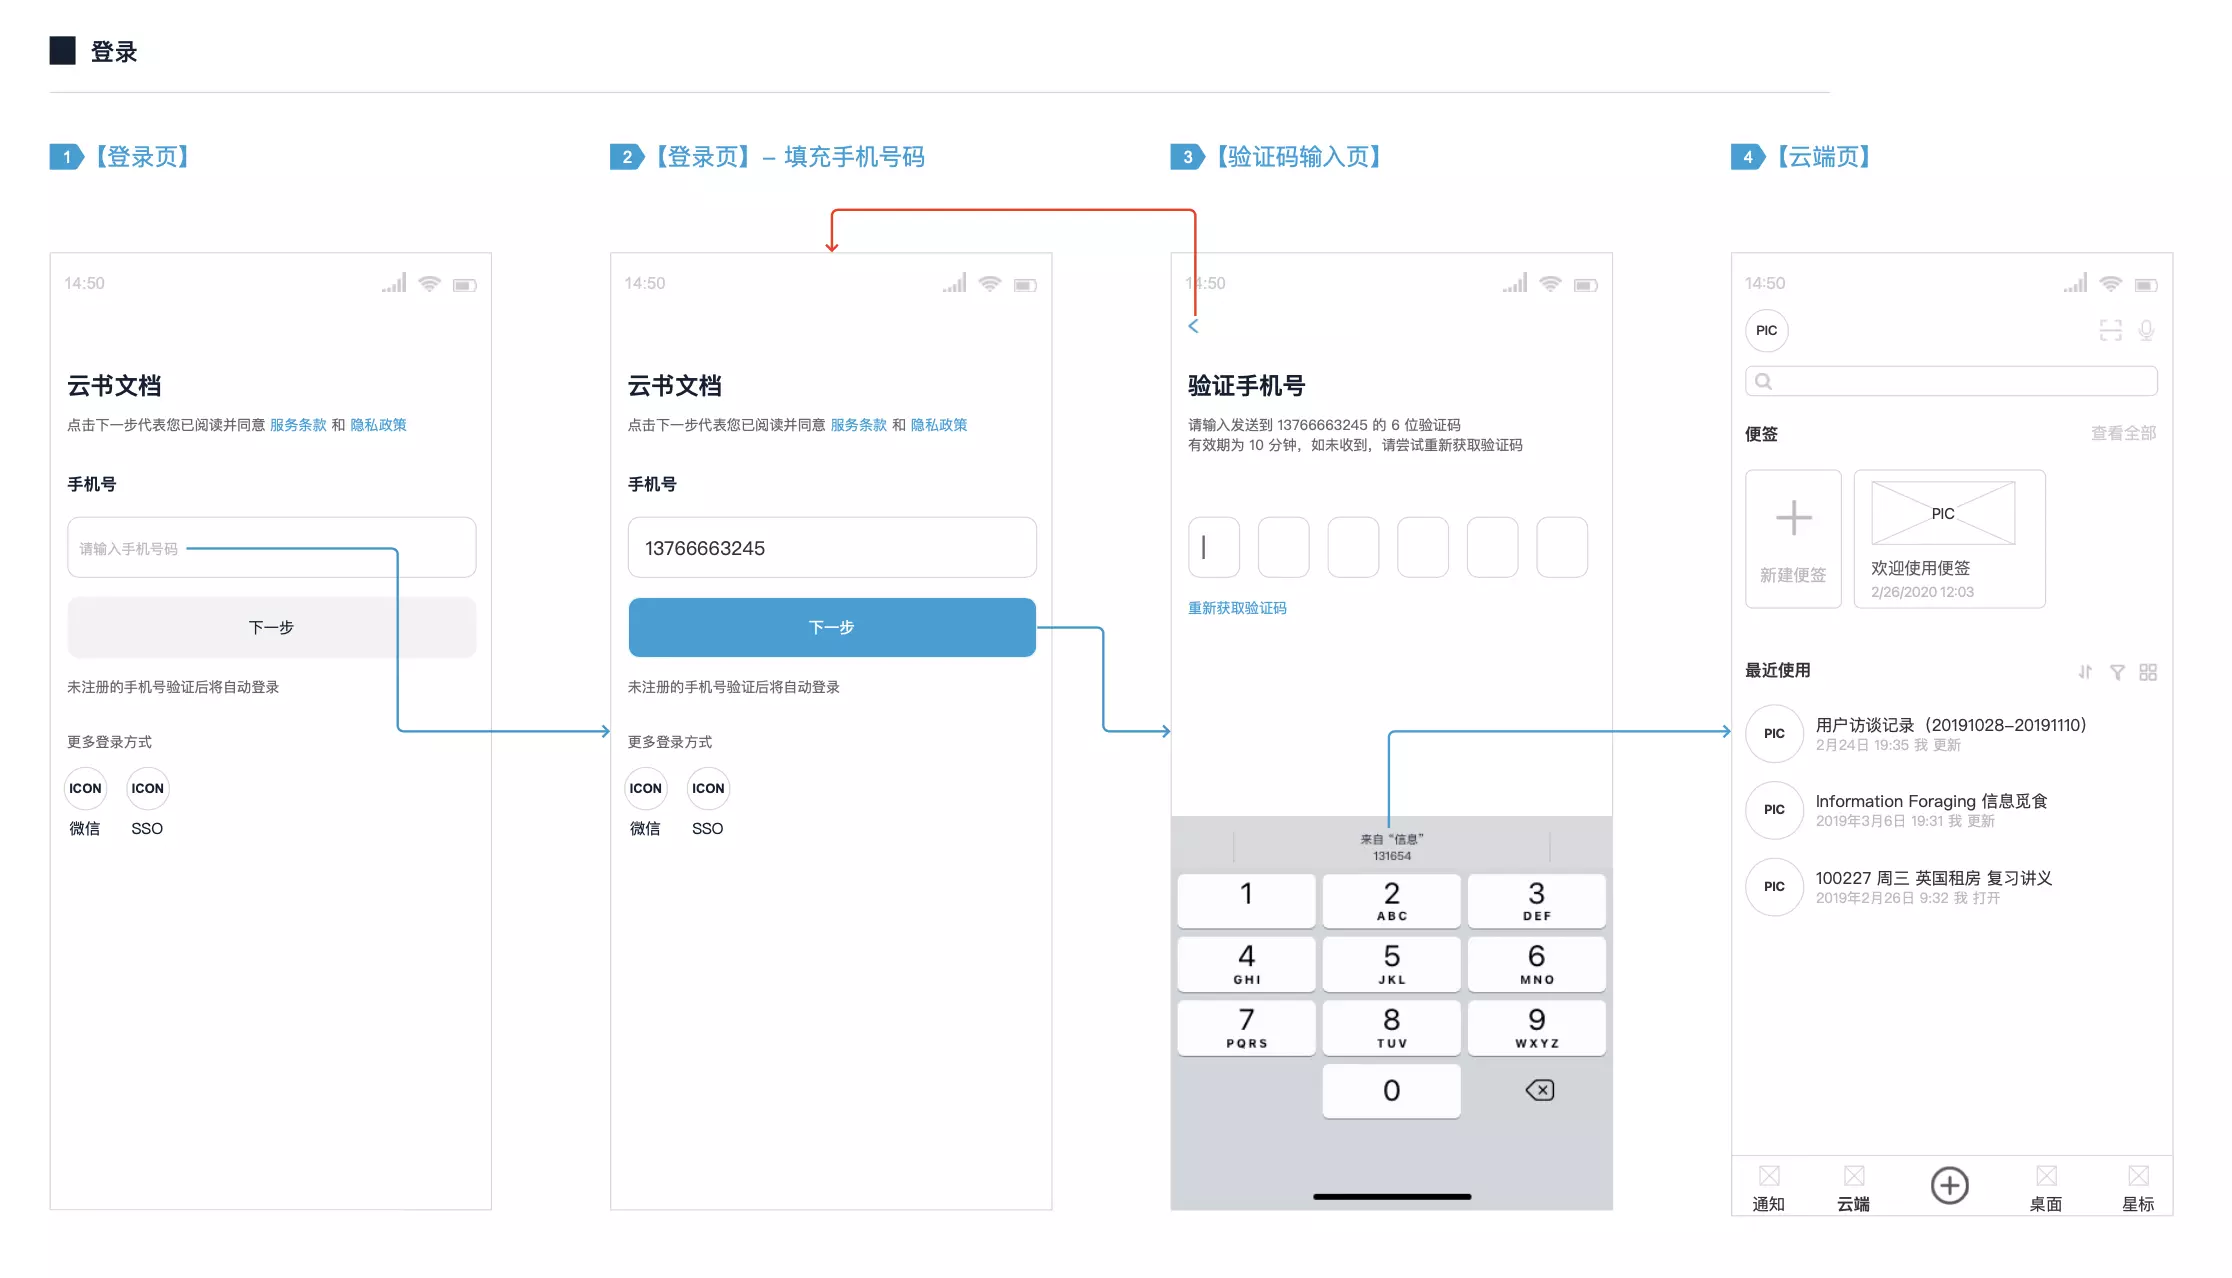 登录
1 【登录页】
14:50
云书文档
点击下一步代表您已阅读并同意 服务条款 和 隐私政策
手机号
请输入手机号码
下一步
未注册的手机号验证后将自动登录
更多登录方式
ICON ICON
微信 SSO
2 【登录页】– 填充手机号码
14:50
云书文档
点击下一步代表您已阅读并同意 服务条款 和 隐私政策
手机号
13766663245
下一步
未注册的手机号验证后将自动登录
更多登录方式
ICON ICON
微信 SSO
3 【验证码输入页】
14:50
验证手机号
请输入发送到 13766663245 的 6 位验证码
有效期为 10 分钟，如未收到，请尝试重新获取验证码
重新获取验证码
来自 “信息”
131654
1 2 3
ABC DEF
4 5 6
GHI JKL MNO
7 8 9
PQRS TUV WXYZ
0
4 【云端页】
14:50
PIC
便签 查看全部
PIC
新建便签
欢迎使用便签
2/26/2020 12:03
最近使用
PIC
用户访谈记录（20191028–20191110）
2月24日 19:35 我 更新
PIC
Information Foraging 信息觅食
2019年3月6日 19:31 我 更新
PIC
100227 周三 英国租房 复习讲义
2019年2月26日 9:32 我 打开
通知 云端 桌面 星标